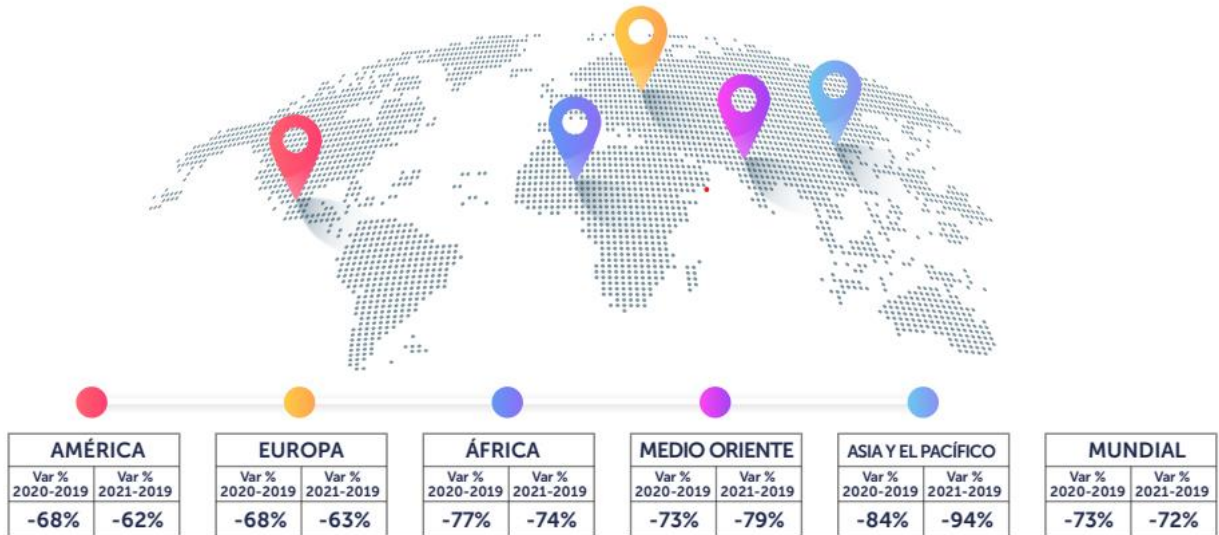 AMÉRICA
Var % 2020-2019 Var % 2021-2019
-68% -62%
EUROPA
Var % 2020-2019 Var % 2021-2019
-68% -63%
ÁFRICA
Var % 2020-2019 Var % 2021-2019
-77% -74%
MEDIO ORIENTE
Var % 2020-2019 Var % 2021-2019
-73% -79%
ASIA Y EL PACÍFICO
Var % 2020-2019 Var % 2021-2019
-84% -94%
MUNDIAL
Var % 2020-2019 Var % 2021-2019
-73% -72%